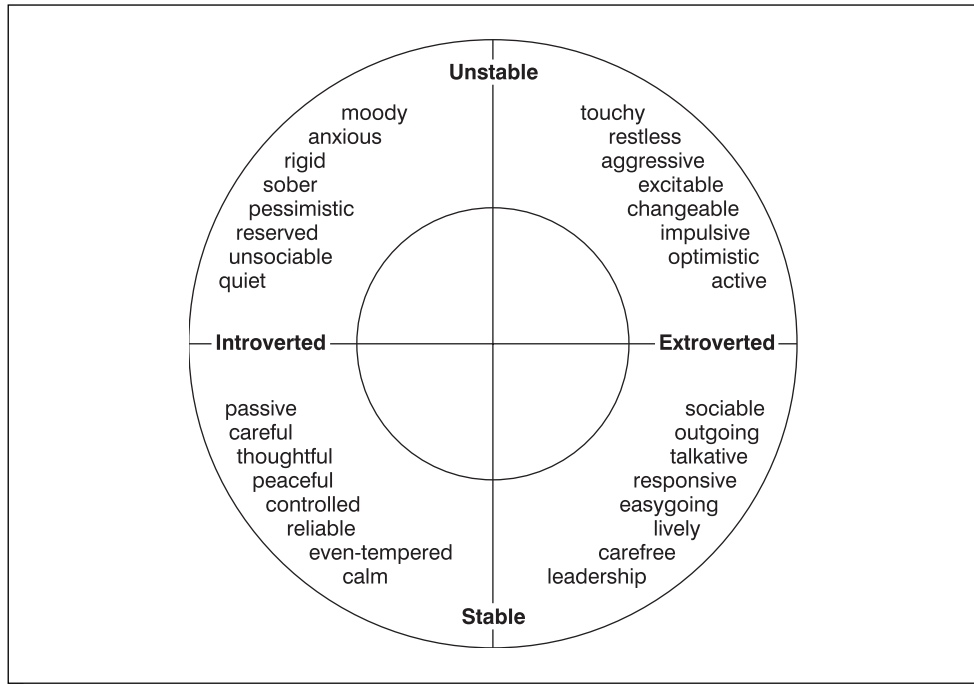 Unstable
moody
anxious
rigid
sober
pessimistic
reserved
unsociable
quiet
touchy
restless
aggressive
excitable
changeable
impulsive
optimistic
active
Introverted
Extroverted
passive
careful
thoughtful
peaceful
controlled
reliable
even-tempered
calm
sociable
outgoing
talkative
responsive
easygoing
lively
carefree
leadership
Stable